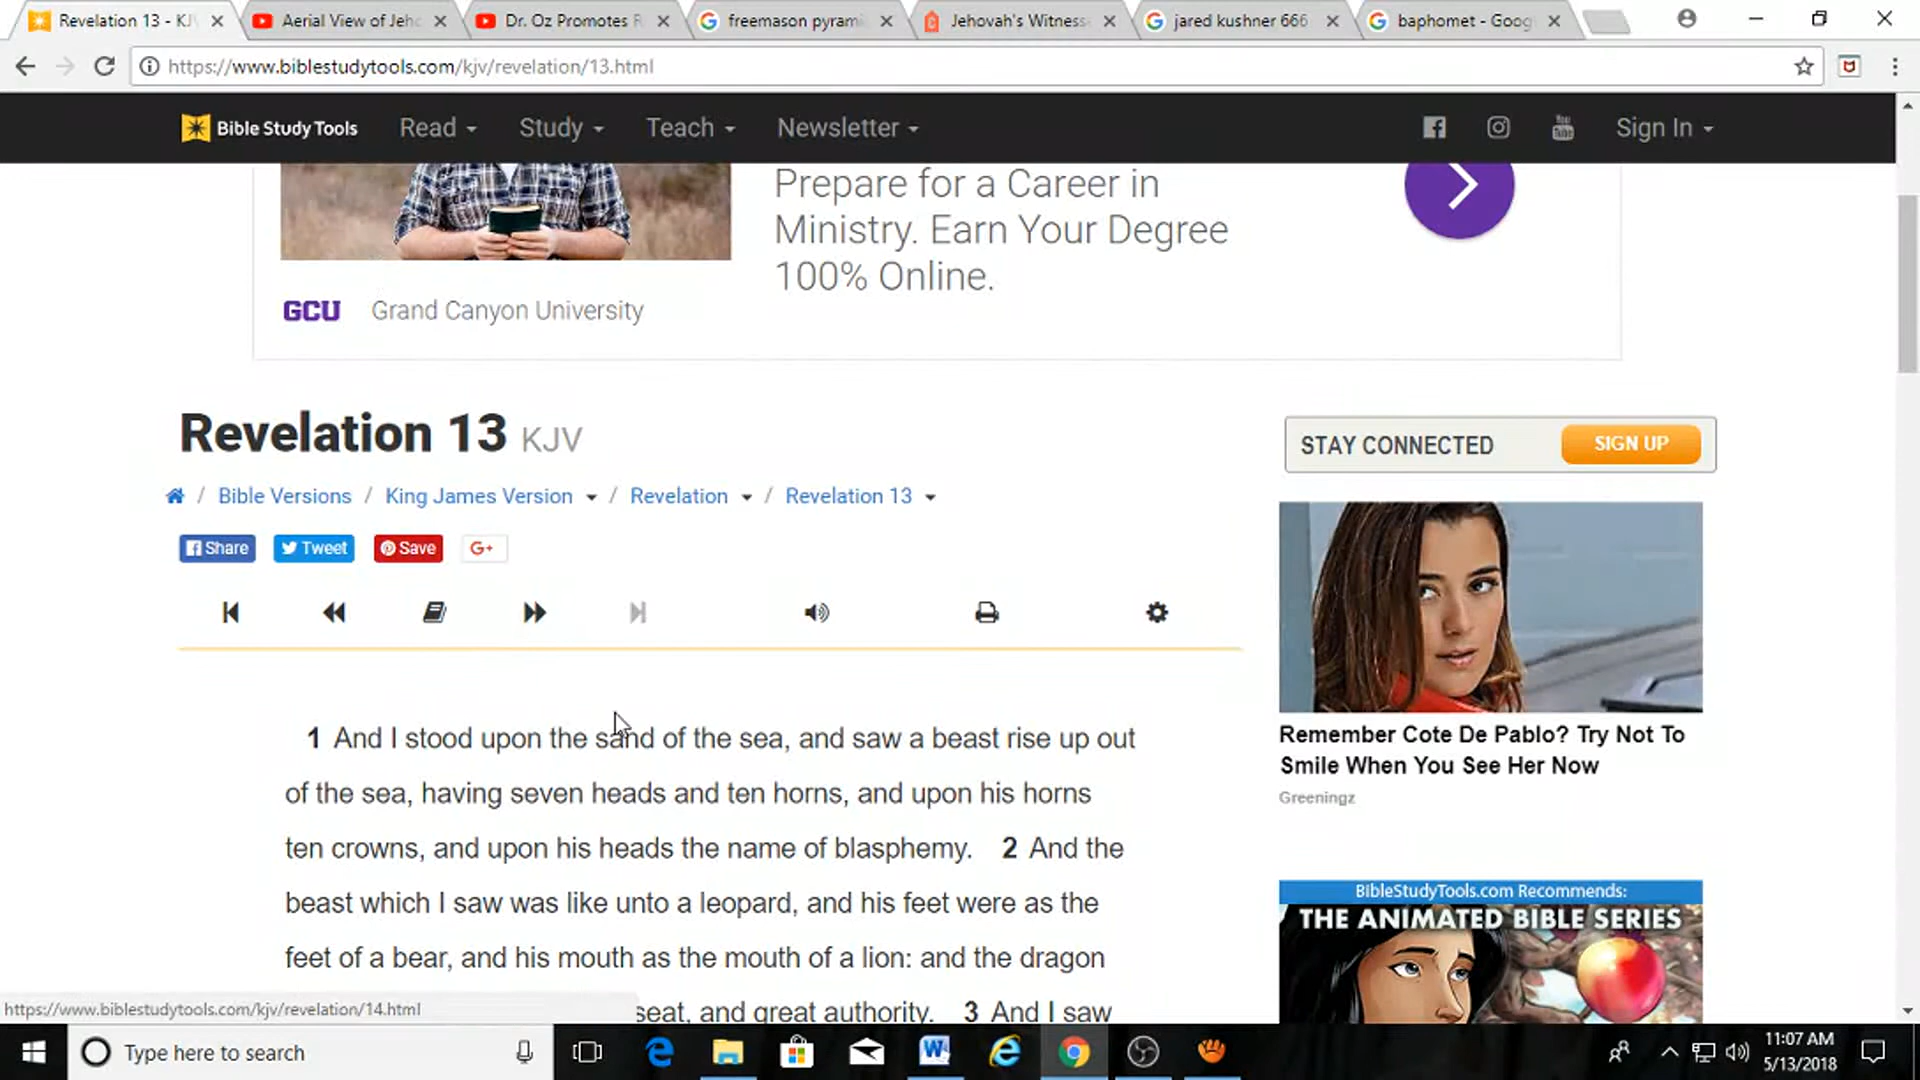 Revelation 13 - KJ
Aerial View of Jeh
Dr. Oz Promotes
freemason pyram
Jehovah's Witness
jared kushner 666
baphomet - Goog
https://www.biblestudytools.com/kjv/revelation/13.html
Bible Study Tools
Read
Study
Teach
Newsletter
You
Tube
Sign In
Prepare for a Career in
Ministry. Earn Your Degree
100% Online.
GCU
Grand Canyon University
Revelation 13 KJV
STAY CONNECTED
SIGN UP
/ Bible Versions / King James Version / Revelation / Revelation 13
Share
Tweet
Save
G+
1 And I stood upon the sand of the sea, and saw a beast rise up out
of the sea, having seven heads and ten horns, and upon his horns
ten crowns, and upon his heads the name of blasphemy. 2 And the
beast which I saw was like unto a leopard, and his feet were as the
feet of a bear, and his mouth as the mouth of a lion: and the dragon
seat, and great authority. 3 And I saw
Remember Cote De Pablo? Try Not To
Smile When You See Her Now
Greeningz
BibleStudyTools.com Recommends:
THE ANIMATED BIBLE SERIES
https://www.biblestudytools.com/kjv/revelation/14.html
Type here to search
11:07 AM
5/13/2018